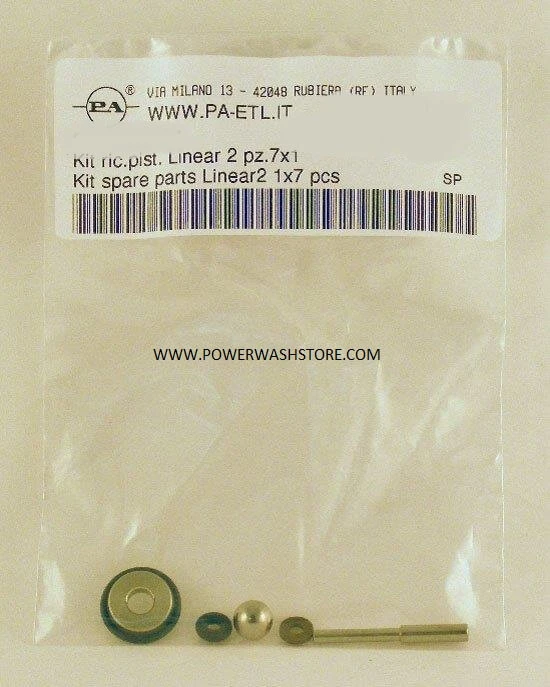 PA ® VIA MILANO 13 - 42048 RUBIERA (RE) ITALY
WWW.PA-ETL.IT
Kit ric.pist. Linear 2 pz.7x1
Kit spare parts Linear2 1x7 pcs SP
WWW.POWERWASHSTORE.COM